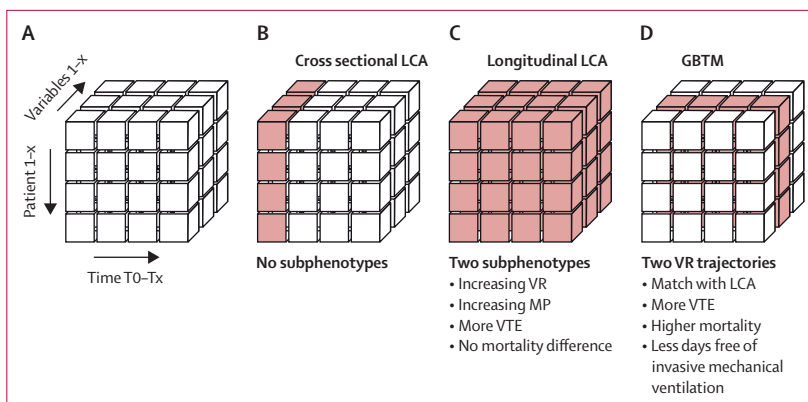 A
Variables 1–x
Patient 1–x
Time T0–Tx
B
Cross sectional LCA
No subphenotypes
C
Longitudinal LCA
Two subphenotypes
• Increasing VR
• Increasing MP
• More VTE
• No mortality difference
D
GBTM
Two VR trajectories
• Match with LCA
• More VTE
• Higher mortality
• Less days free of
invasive mechanical
ventilation